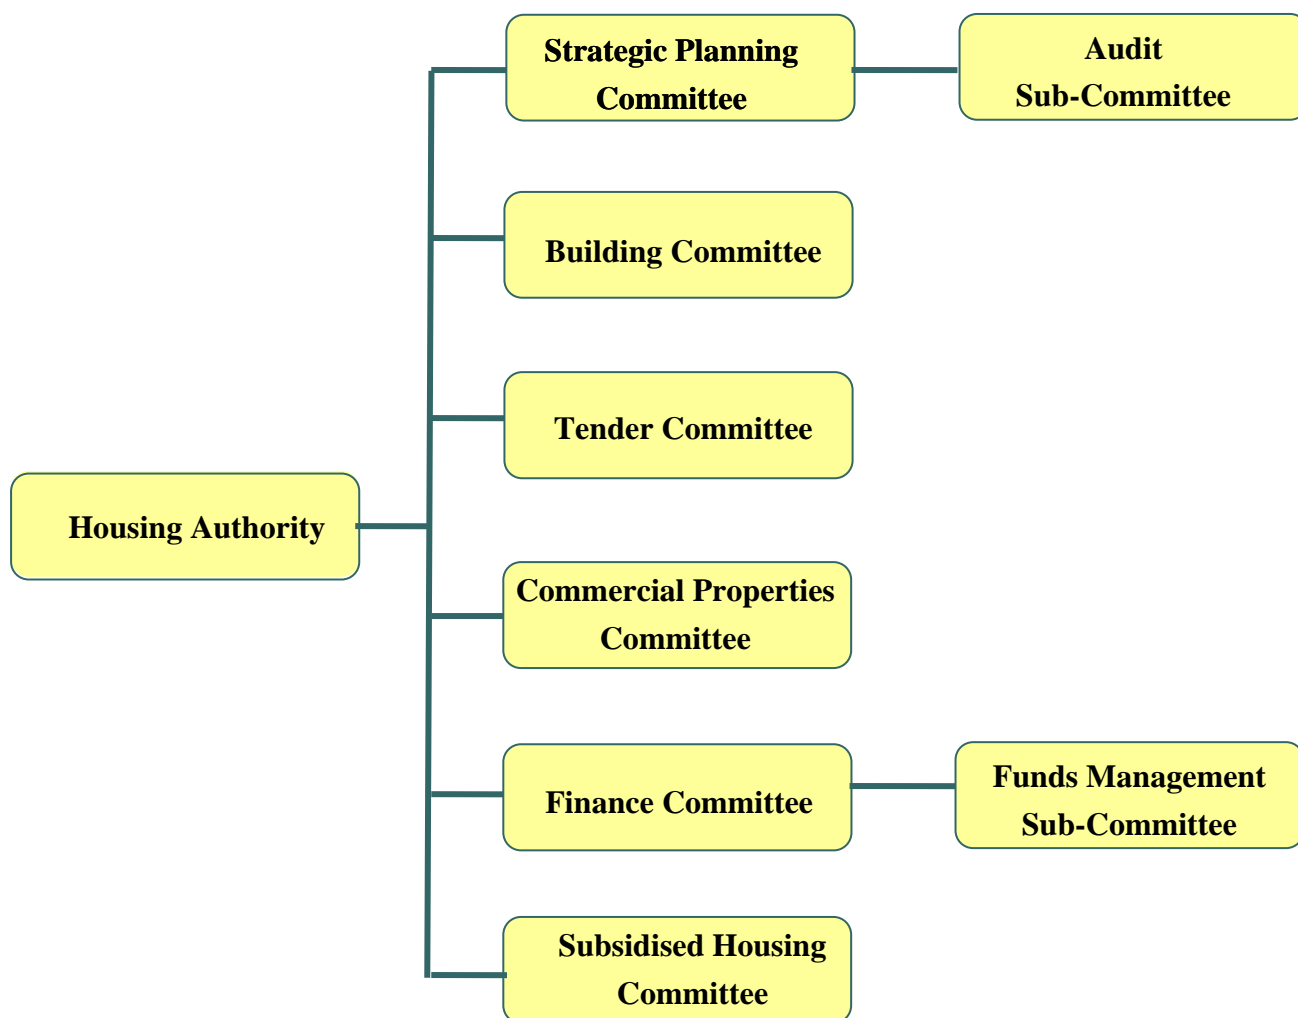 Strategic Planning
Committee
Audit
Sub-Committee
Building Committee
Tender Committee
Housing Authority
Commercial Properties
Committee
Finance Committee
Funds Management
Sub-Committee
Subsidised Housing
Committee